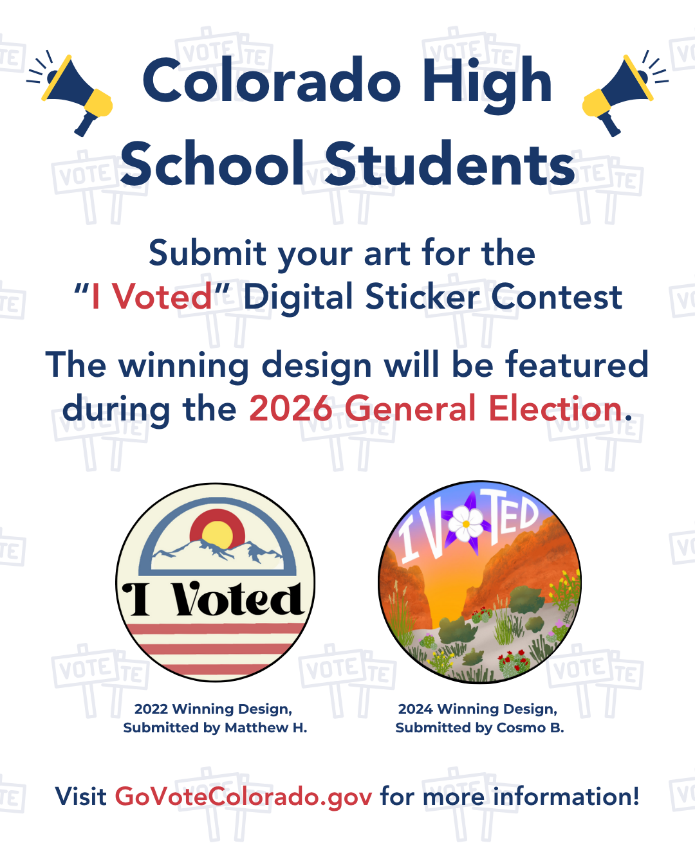 Colorado High
School Students
Submit your art for the
“I Voted” Digital Sticker Contest
The winning design will be featured
during the 2026 General Election.
I Voted
I VOTED
2022 Winning Design,
Submitted by Matthew H.
2024 Winning Design,
Submitted by Cosmo B.
Visit GoVoteColorado.gov for more information!
VOTE